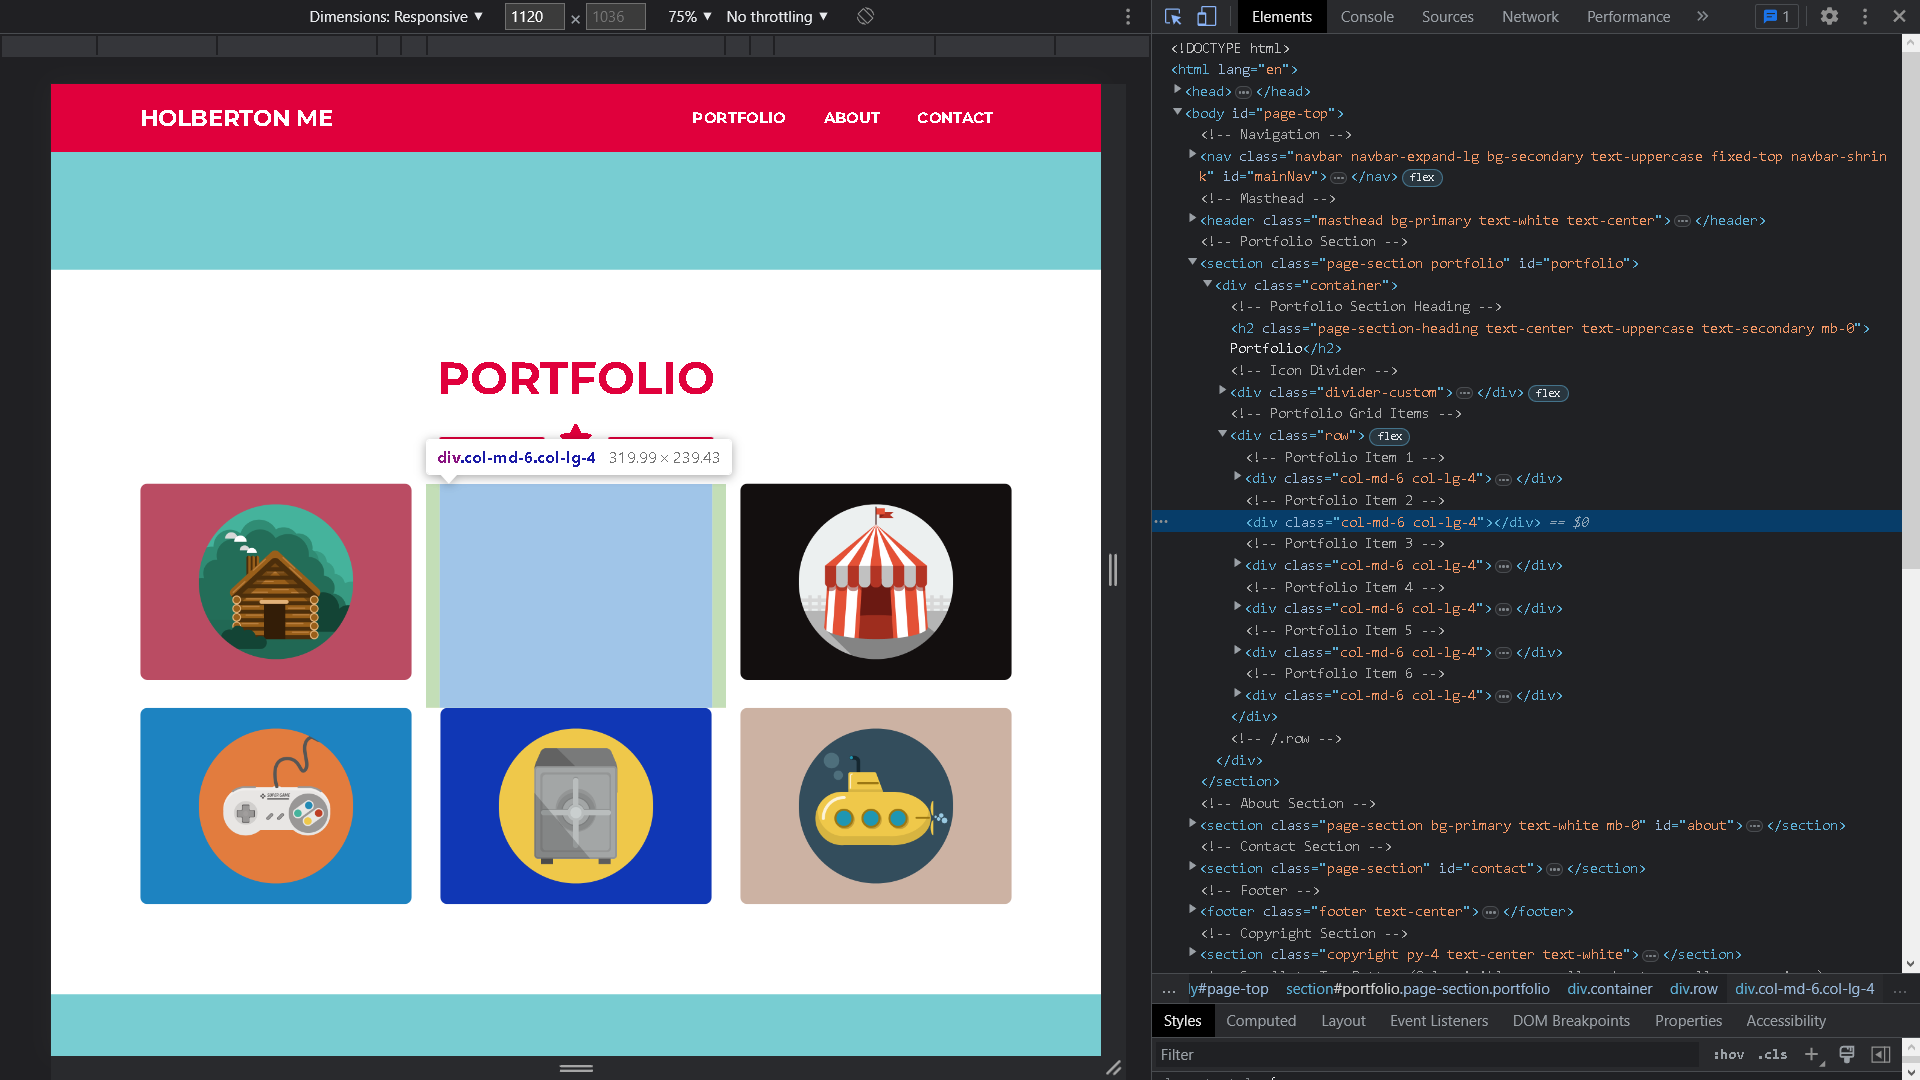 Dimensions: Responsive ▼ 1120 × 1036 75% ▼ No throttling ▼
Elements Console Sources Network Performance » 1
HOLBERTON ME PORTFOLIO ABOUT CONTACT
PORTFOLIO
div.col-md-6.col-lg-4 319.99 × 239.43
SUPER GAME
<!DOCTYPE html>
<html lang="en">
<head> ⋯ </head>
<body id="page-top">
<!-- Navigation -->
<nav class="navbar navbar-expand-lg bg-secondary text-uppercase fixed-top navbar-shrin
k" id="mainNav"> ⋯ </nav> flex
<!-- Masthead -->
<header class="masthead bg-primary text-white text-center"> ⋯ </header>
<!-- Portfolio Section -->
<section class="page-section portfolio" id="portfolio">
<div class="container">
<!-- Portfolio Section Heading -->
<h2 class="page-section-heading text-center text-uppercase text-secondary mb-0">
Portfolio</h2>
<!-- Icon Divider -->
<div class="divider-custom"> ⋯ </div> flex
<!-- Portfolio Grid Items -->
<div class="row"> flex
<!-- Portfolio Item 1 -->
<div class="col-md-6 col-lg-4"> ⋯ </div>
<!-- Portfolio Item 2 -->
<div class="col-md-6 col-lg-4"></div> == $0
<!-- Portfolio Item 3 -->
<div class="col-md-6 col-lg-4"> ⋯ </div>
<!-- Portfolio Item 4 -->
<div class="col-md-6 col-lg-4"> ⋯ </div>
<!-- Portfolio Item 5 -->
<div class="col-md-6 col-lg-4"> ⋯ </div>
<!-- Portfolio Item 6 -->
<div class="col-md-6 col-lg-4"> ⋯ </div>
</div>
<!-- /.row -->
</div>
</section>
<!-- About Section -->
<section class="page-section bg-primary text-white mb-0" id="about"> ⋯ </section>
<!-- Contact Section -->
<section class="page-section" id="contact"> ⋯ </section>
<!-- Footer -->
<footer class="footer text-center"> ⋯ </footer>
<!-- Copyright Section -->
<section class="copyright py-4 text-center text-white"> ⋯ </section>
... ly#page-top section#portfolio.page-section.portfolio div.container div.row div.col-md-6.col-lg-4 ...
Styles Computed Layout Event Listeners DOM Breakpoints Properties Accessibility
Filter :hov .cls +